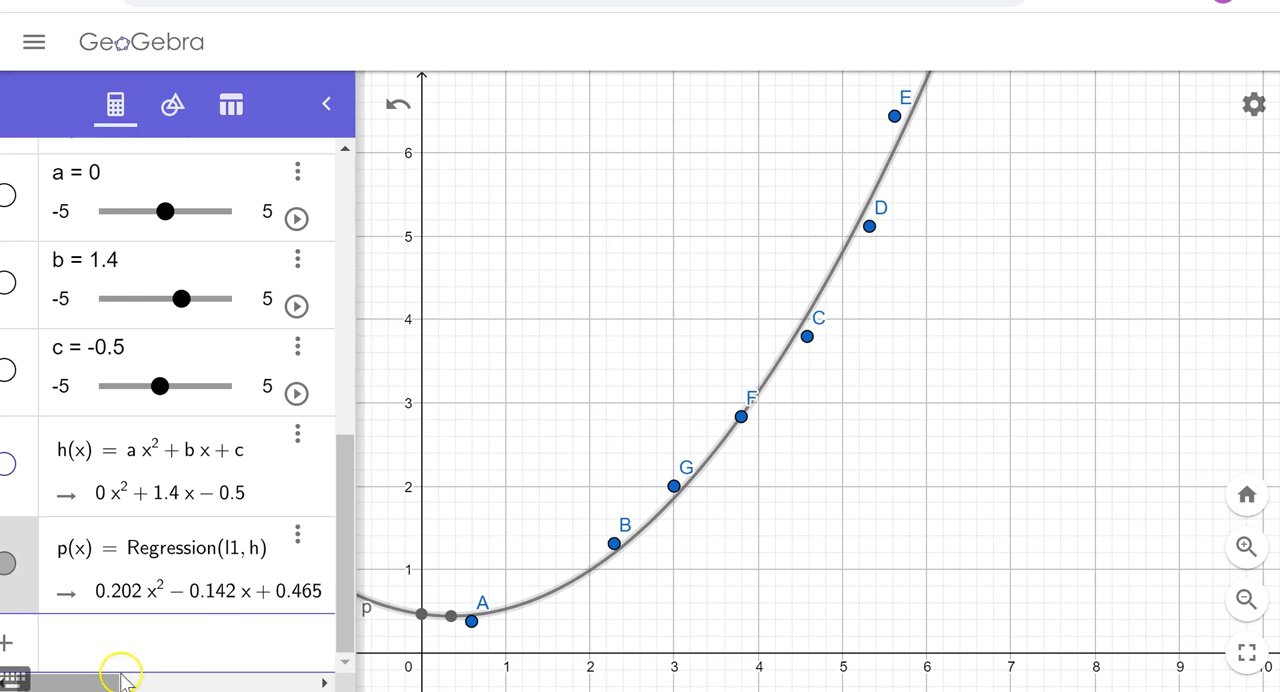 GeoGebra
a = 0
-5 5
b = 1.4
-5 5
c = -0.5
-5 5
h(x) = a x² + b x + c
→ 0 x² + 1.4 x − 0.5
p(x) = Regression(l1, h)
→ 0.202 x² − 0.142 x + 0.465
E
6
D
5
C
4
F
3
G
2
B
1
A
p
0 1 2 3 4 5 6 7 8 9 10